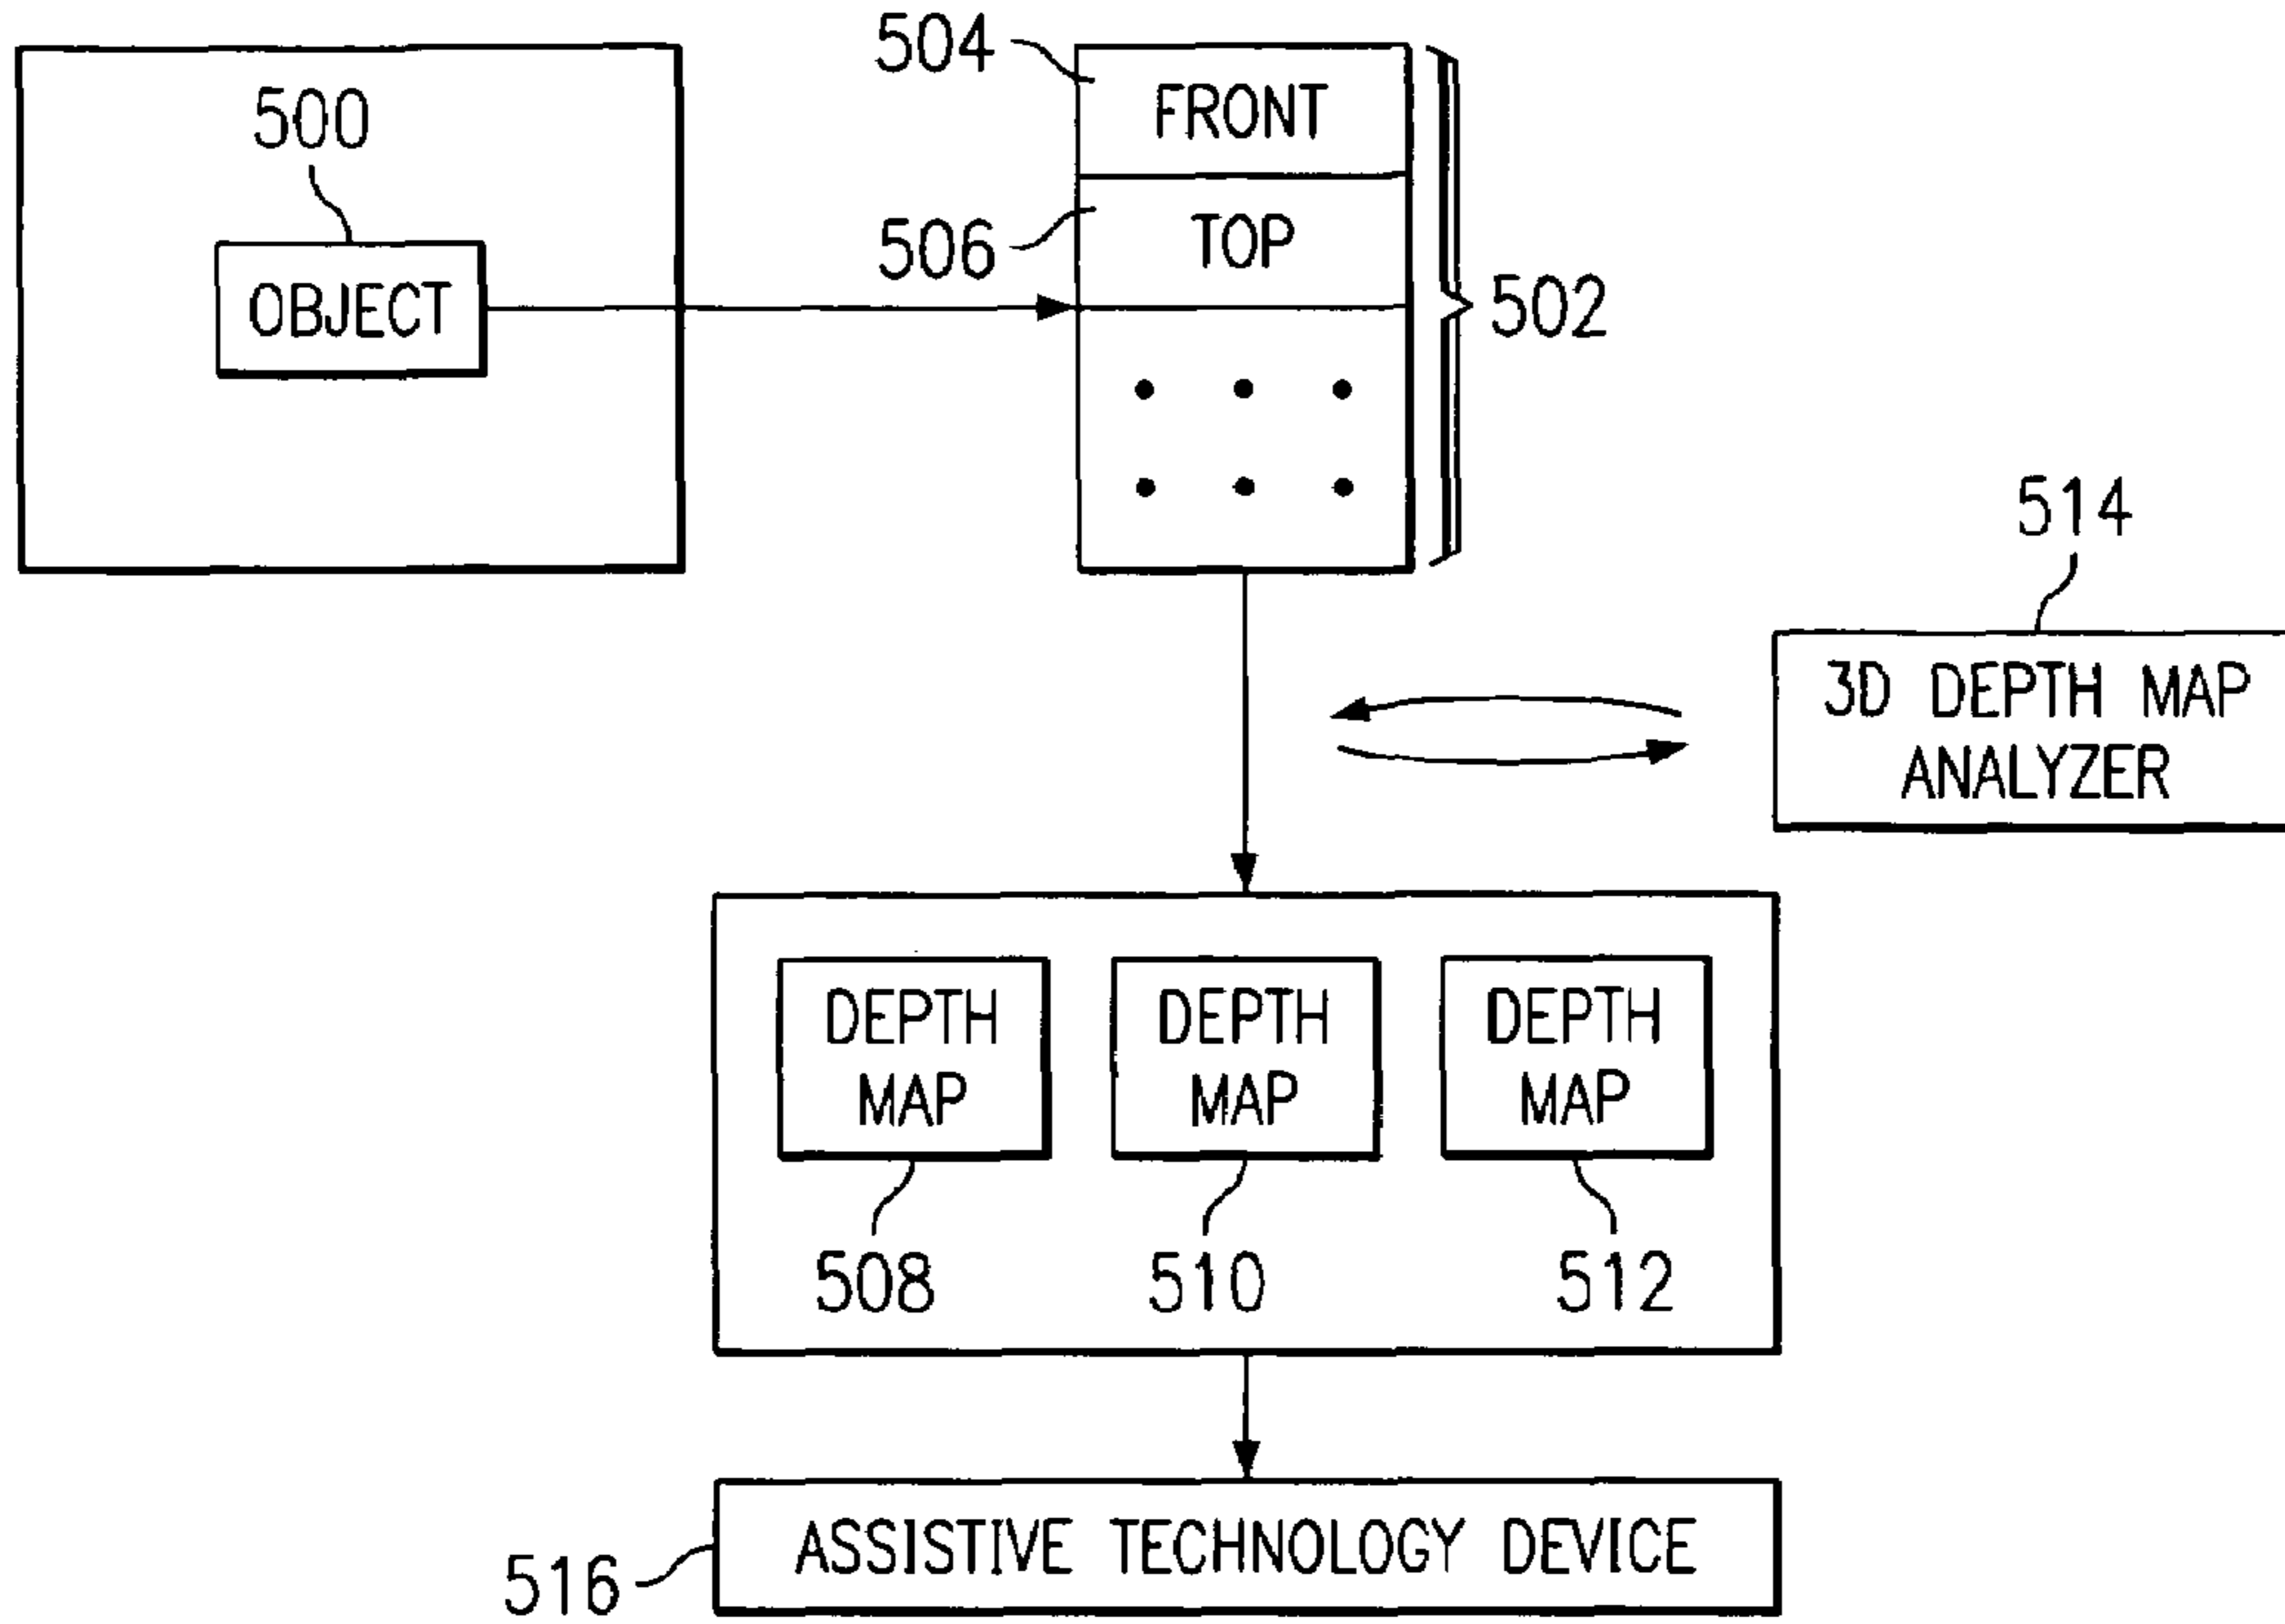 504
FRONT
500
506
TOP
OBJECT
502
514
3D DEPTH MAP
ANALYZER
DEPTH
MAP
DEPTH
MAP
DEPTH
MAP
508
510
512
ASSISTIVE TECHNOLOGY DEVICE
516